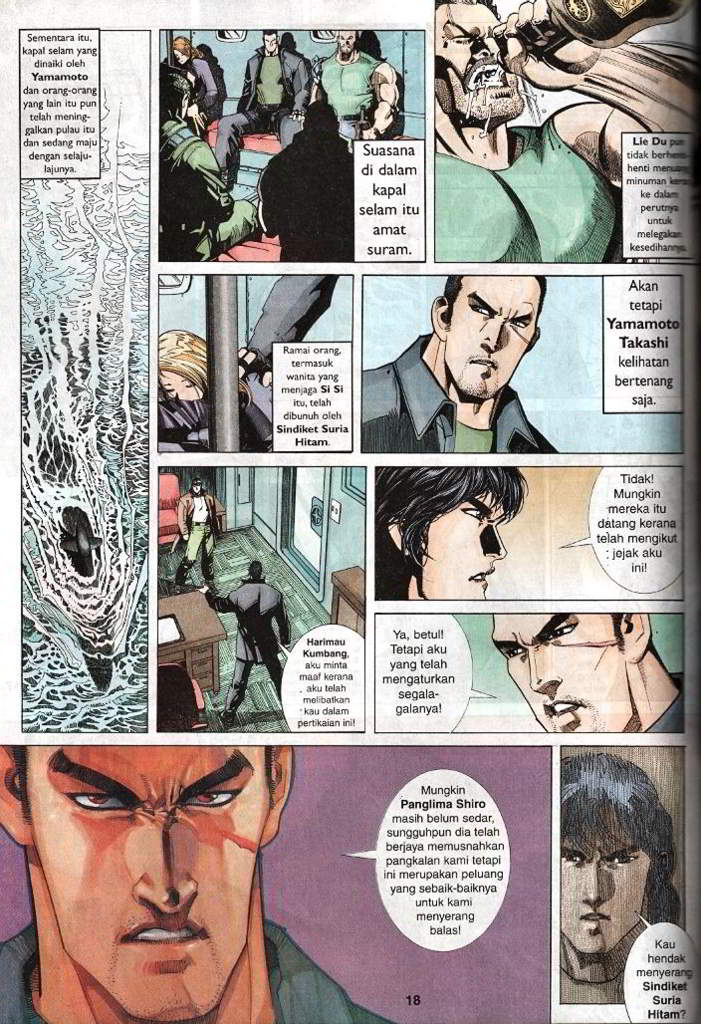 Sementara itu,
kapal selam yang
dinaiki oleh
Yamamoto
dan orang-orang
yang lain itu pun
telah mening-
galkan pulau itu
dan sedang maju
dengan selaju-
lajunya.
Suasana
di dalam
kapal
selam itu
amat
suram.
Lie Du pun
tidak berhenti-
henti menuang
minuman keras
ke dalam
perutnya
untuk
melegakan
kesedihannya.
Ramai orang,
termasuk
wanita yang
menjaga Si Si
itu, telah
dibunuh oleh
Sindiket Suria
Hitam.
Akan
tetapi
Yamamoto
Takashi
kelihatan
bertenang
saja.
Harimau
Kumbang,
aku minta
maaf kerana
aku telah
melibatkan
kau dalam
pertikaian ini!
Tidak!
Mungkin
mereka itu
datang kerana
telah mengikut
jejak aku
ini!
Ya, betul!
Tetapi aku
yang telah
mengaturkan
segala-
galanya!
Mungkin
Panglima Shiro
masih belum sedar,
sungguhpun dia telah
berjaya memusnahkan
pangkalan kami tetapi
ini merupakan peluang
yang sebaik-baiknya
untuk kami
menyerang
balas!
Kau
hendak
menyerang
Sindiket
Suria
Hitam?
18